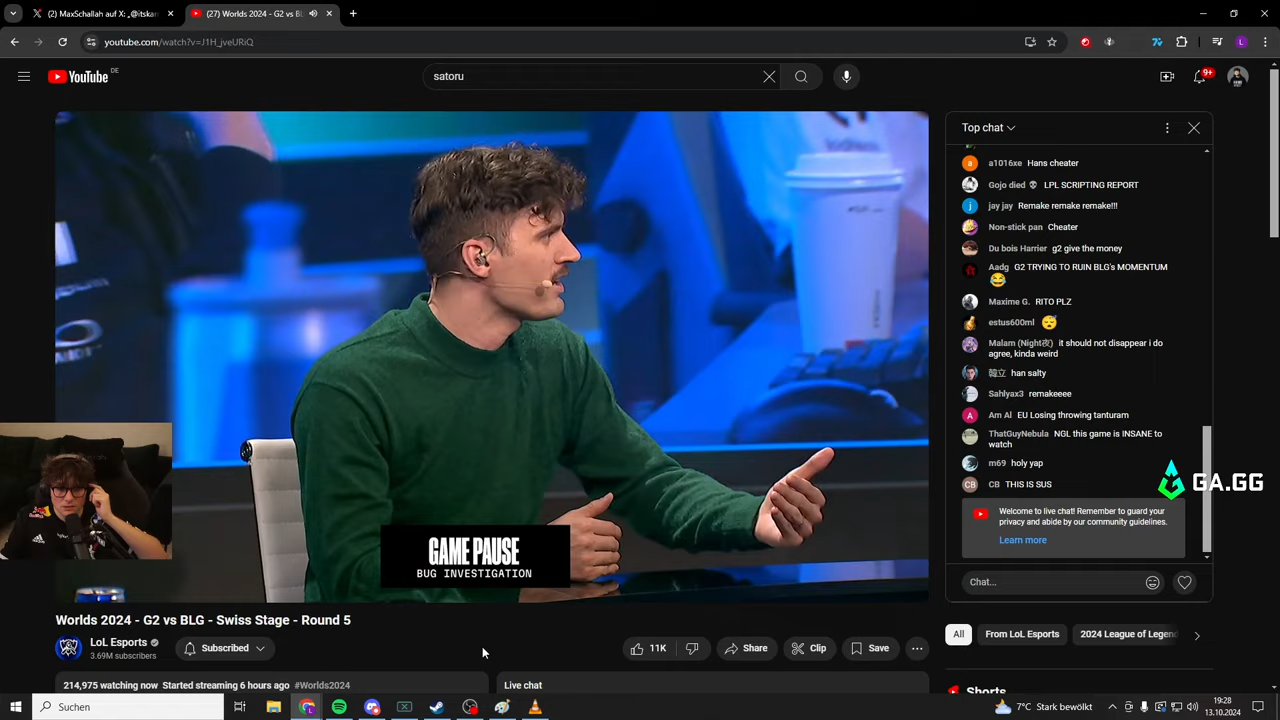 (2) MaxSchallah auf X: „@itskan
(27) Worlds 2024 - G2 vs BL
youtube.com/watch?v=J1H_jveURiQ
YouTube DE
satoru
9+
Top chat
a1016xe Hans cheater
Gojo died 💀 LPL SCRIPTING REPORT
jay jay Remake remake remake!!!
Non-stick pan Cheater
Du bois Harrier g2 give the money
Aadg G2 TRYING TO RUIN BLG's MOMENTUM
😂
Maxime G. RITO PLZ
estus600ml 😴
Malam (Night夜) it should not disappear i do
agree, kinda weird
韓立 han salty
Sahlyax3 remakeeee
Am Al EU Losing throwing tanturam
ThatGuyNebula NGL this game is INSANE to
watch
m69 holy yap
CB THIS IS SUS
Welcome to live chat! Remember to guard your
privacy and abide by our community guidelines.
Learn more
Chat...
GA.GG
GAME PAUSE
BUG INVESTIGATION
Worlds 2024 - G2 vs BLG - Swiss Stage - Round 5
LoL Esports
3.69M subscribers
Subscribed
11K
Share
Clip
Save
All
From LoL Esports
2024 League of Legen
214,975 watching now Started streaming 6 hours ago #Worlds2024
Live chat
Shorts
Suchen
7°C Stark bewölkt
19:28
13.10.2024